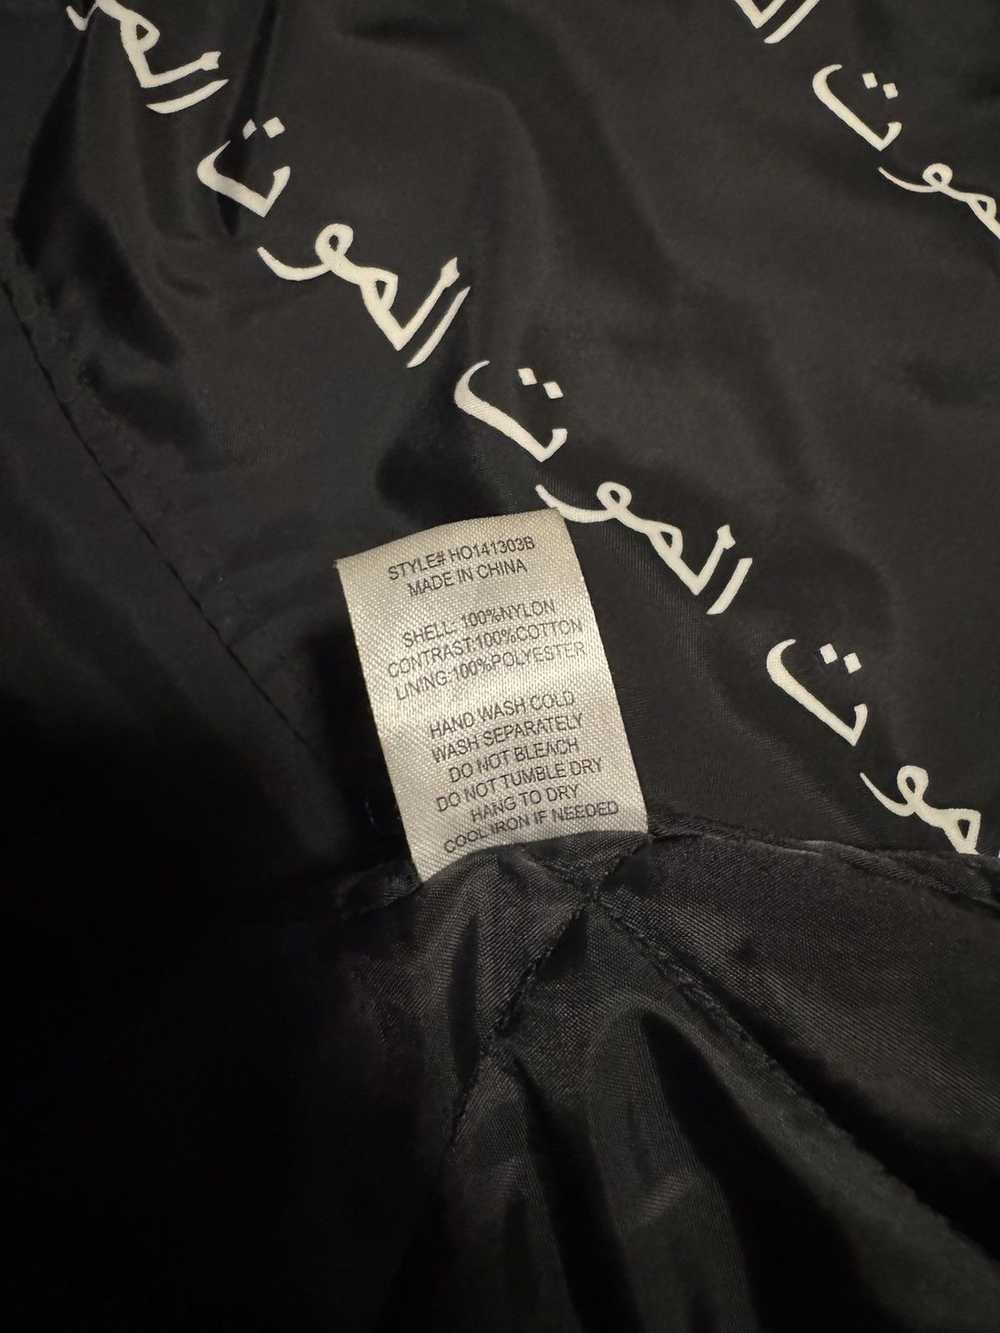 الموت الموت
STYLE# HO141303B
MADE IN CHINA
SHELL: 100%NYLON
CONTRAST:100%COTTON
LINING:100%POLYESTER
HAND WASH COLD
WASH SEPARATELY
DO NOT BLEACH
DO NOT TUMBLE DRY
HANG TO DRY
COOL IRON IF NEEDED